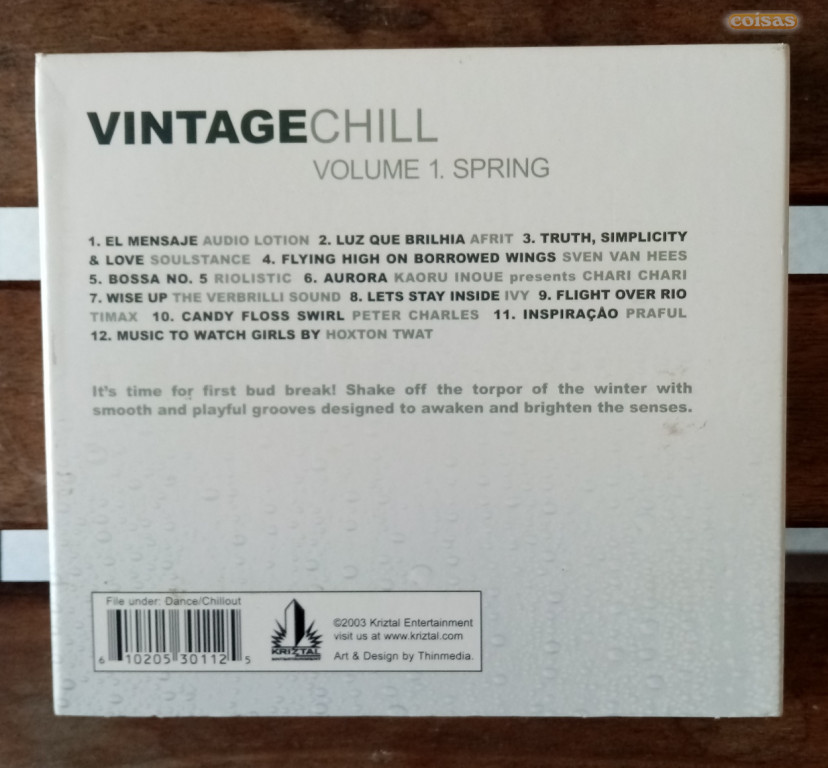 coisas
VINTAGECHILL
VOLUME 1. SPRING
1. EL MENSAJE AUDIO LOTION 2. LUZ QUE BRILHIA AFRIT 3. TRUTH, SIMPLICITY
& LOVE SOULSTANCE 4. FLYING HIGH ON BORROWED WINGS SVEN VAN HEES
5. BOSSA NO. 5 RIOLISTIC 6. AURORA KAORU INOUE presents CHARI CHARI
7. WISE UP THE VERBRILLI SOUND 8. LETS STAY INSIDE IVY 9. FLIGHT OVER RIO
TIMAX 10. CANDY FLOSS SWIRL PETER CHARLES 11. INSPIRAÇÂO PRAFUL
12. MUSIC TO WATCH GIRLS BY HOXTON TWAT
It's time for first bud break! Shake off the torpor of the winter with
smooth and playful grooves designed to awaken and brighten the senses.
File under: Dance/Chillout
6 10205 30112 5
KRIZTAL
ENTERTAINMENT
©2003 Kriztal Entertainment
visit us at www.kriztal.com
Art & Design by Thinmedia.